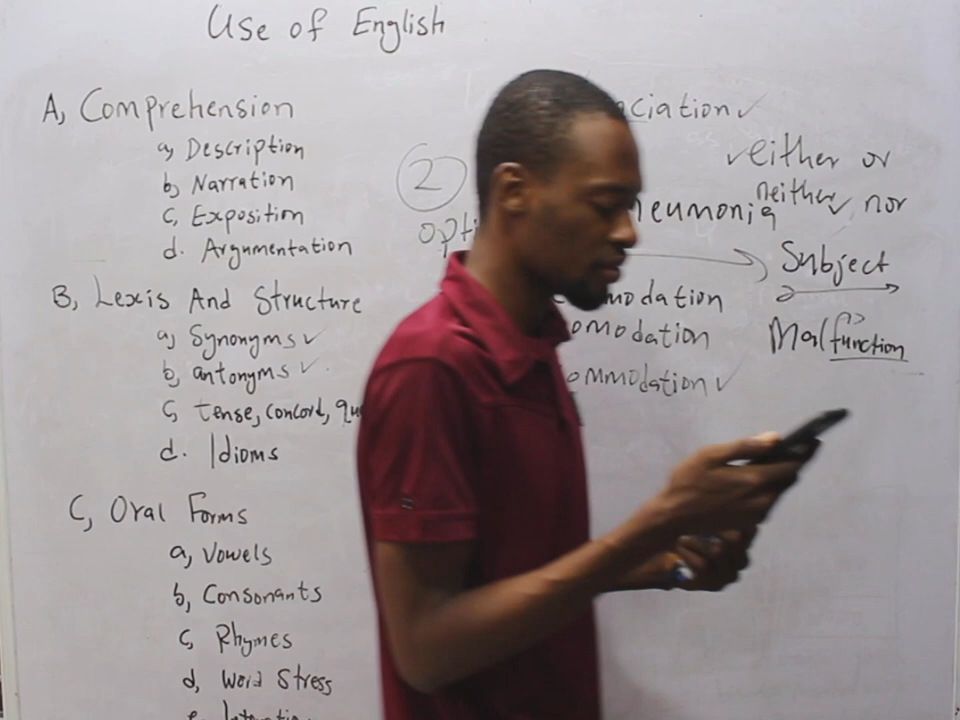 Use of English
A, Comprehension
a, Description
b, Narration
c, Exposition
d. Argumentation
B, Lexis And Structure
a, Synonyms ✓
b, antonyms ✓
c, tense, concord,
d. Idioms
C, Oral Forms
a, Vowels
b, Consonants
c, Rhymes
d, Word Stress
ciation ✓
2
✓either or
neither ✓ nor
eumonia
Subject
modation
omodation
ommodation ✓
Malfunction